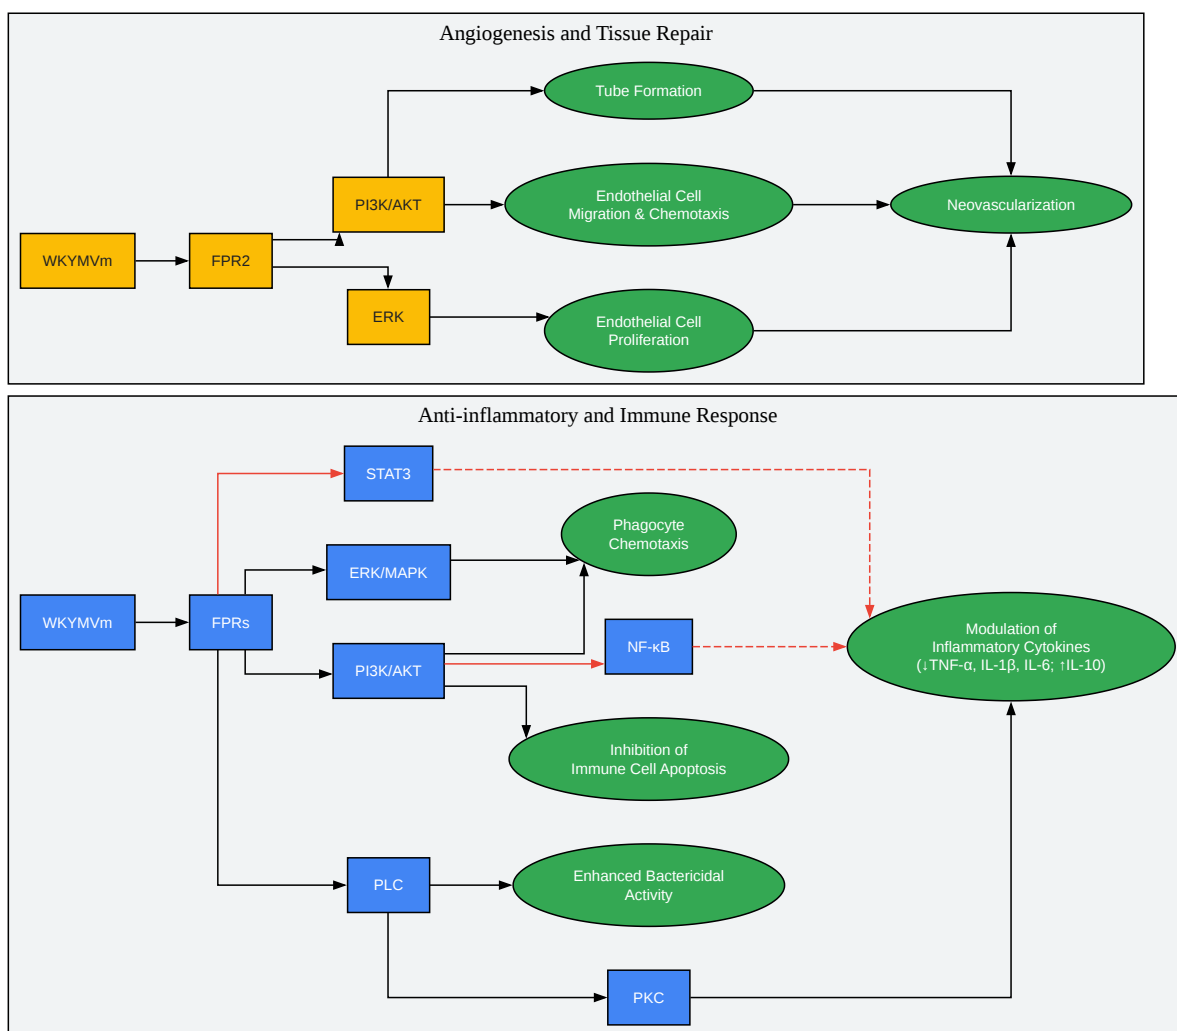 Angiogenesis and Tissue Repair
Tube Formation
PI3K/AKT
Endothelial Cell
Migration & Chemotaxis
Neovascularization
WKYMVm
FPR2
ERK
Endothelial Cell
Proliferation
Anti-inflammatory and Immune Response
STAT3
Phagocyte
Chemotaxis
ERK/MAPK
WKYMVm
FPRs
NF-κB
Modulation of
Inflammatory Cytokines
(↓TNF-α, IL-1β, IL-6; ↑IL-10)
PI3K/AKT
Inhibition of
Immune Cell Apoptosis
PLC
Enhanced Bactericidal
Activity
PKC